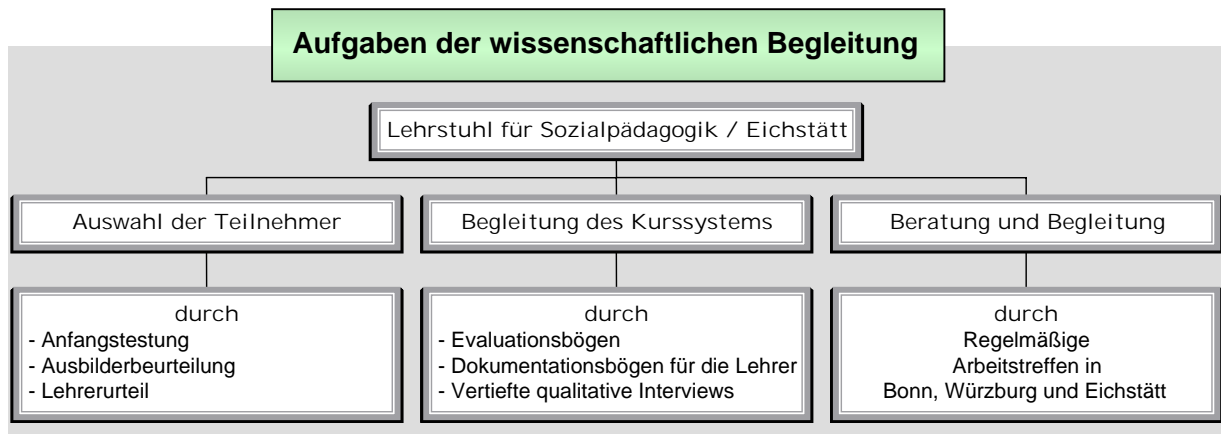 Aufgaben der wissenschaftlichen Begleitung
Lehrstuhl für Sozialpädagogik / Eichstätt
Auswahl der Teilnehmer
Begleitung des Kurssystems
Beratung und Begleitung
durch
- Anfangstestung
- Ausbilderbeurteilung
- Lehrerurteil
durch
- Evaluationsbögen
- Dokumentationsbögen für die Lehrer
- Vertiefte qualitative Interviews
durch
Regelmäßige
Arbeitstreffen in
Bonn, Würzburg und Eichstätt